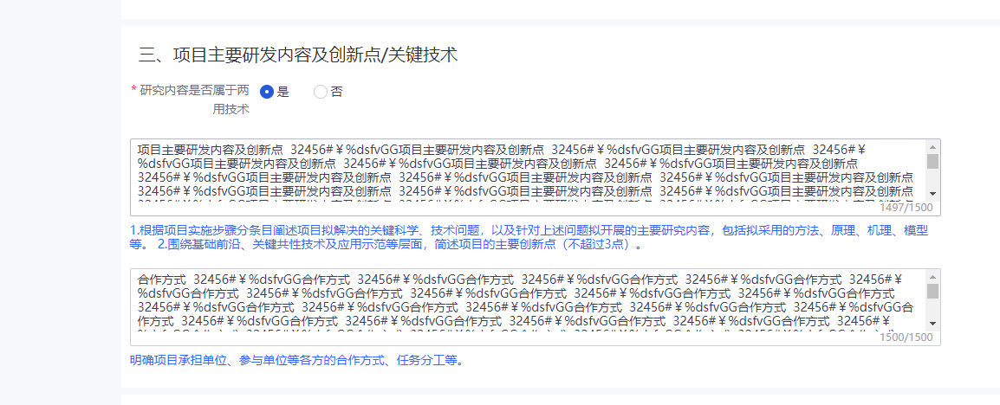 三、项目主要研发内容及创新点/关键技术
* 研究内容是否属于两
用技术
是
否
项目主要研发内容及创新点 32456#￥%dsfvGG项目主要研发内容及创新点 32456#￥%dsfvGG项目主要研发内容及创新点 32456#￥
%dsfvGG项目主要研发内容及创新点 32456#￥%dsfvGG项目主要研发内容及创新点 32456#￥%dsfvGG项目主要研发内容及创新点
32456#￥%dsfvGG项目主要研发内容及创新点 32456#￥%dsfvGG项目主要研发内容及创新点 32456#￥%dsfvGG项目主要研发内容及创新点 32456#￥%dsfvGG项目主要研发内容及创新点
32456#￥%dsfvGG项目主要研发内容及创新点 32456#￥%dsfvGG项目主要研发内容及创新点 32456#￥%dsfvGG项目主要研发内容及创新点
1497/1500
1.根据项目实施步骤分条目阐述项目拟解决的关键科学、技术问题，以及针对上述问题拟开展的主要研究内容，包括拟采用的方法、原理、机理、模型
等。 2.围绕基础前沿、关键共性技术及应用示范等层面，简述项目的主要创新点（不超过3点）。
合作方式 32456#￥%dsfvGG合作方式 32456#￥%dsfvGG合作方式 32456#￥%dsfvGG合作方式 32456#￥%dsfvGG合作方式 32456#￥
%dsfvGG合作方式 32456#￥%dsfvGG合作方式 32456#￥%dsfvGG合作方式 32456#￥%dsfvGG合作方式 32456#￥%dsfvGG合作方式
32456#￥%dsfvGG合作方式 32456#￥%dsfvGG合作方式 32456#￥%dsfvGG合作方式 32456#￥%dsfvGG合作方式 32456#￥%dsfvGG合
作方式 32456#￥%dsfvGG合作方式 32456#￥%dsfvGG合作方式 32456#￥%dsfvGG合作方式 32456#￥%dsfvGG合作方式 32456#￥
1500/1500
明确项目承担单位、参与单位等各方的合作方式、任务分工等。